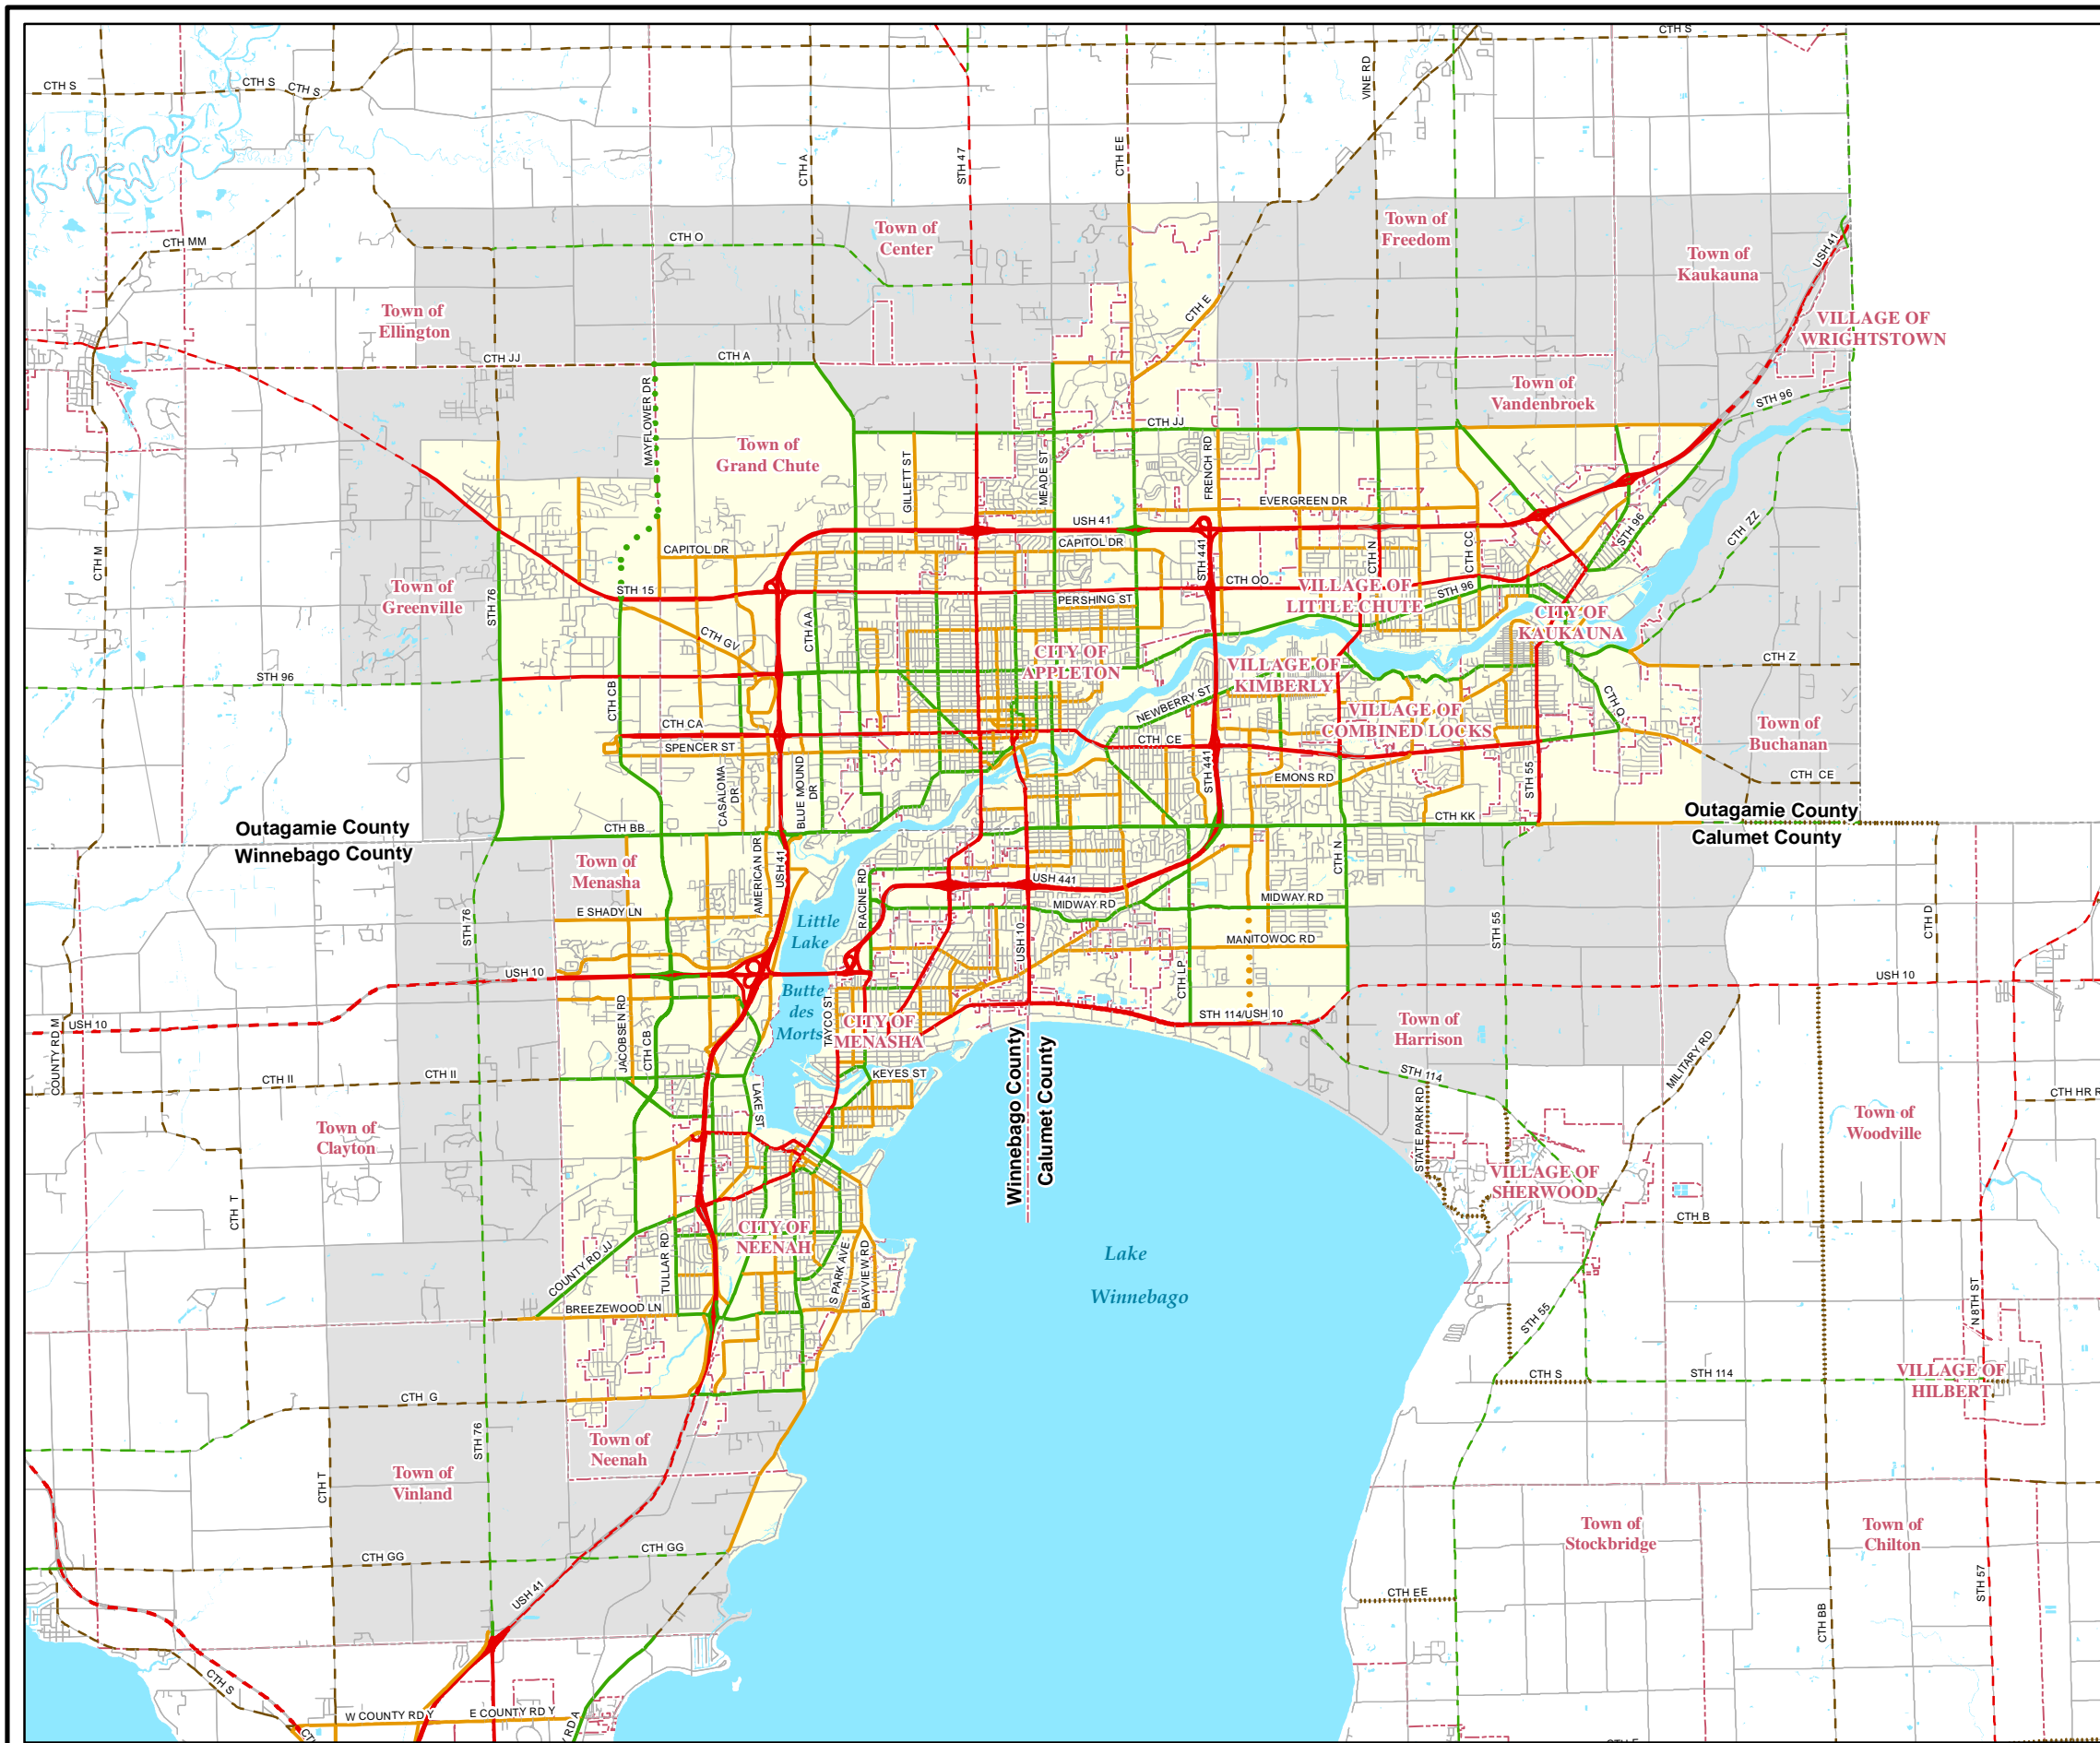 CTH S
CTH S
CTH S
CTH S
VINE RD
CTH A
STH 47
CTH EE
CTH MM
CTH O
Town of
Center
Town of
Freedom
Town of
Kaukauna
USH 41
Town of
Ellington
CTH E
VILLAGE OF
WRIGHTSTOWN
CTH JJ
CTH A
MAYFLOWER DR
Town of
Vandenbroek
STH 96
Town of
Grand Chute
CTH JJ
GILLETT ST
MEADE ST
FRENCH RD
EVERGREEN DR
USH 41
CAPITOL DR
CAPITOL DR
STH 441
CTH N
CTH CC
STH 96
CTH ZZ
CTH M
Town of
Greenville
STH 76
STH 15
CTH OO
VILLAGE OF
LITTLE CHUTE
STH 96
PERSHING ST
CTH GV
CTH AA
CITY OF
KAUKAUNA
CITY OF
APPLETON
VILLAGE OF
KIMBERLY
CTH Z
STH 96
CTH CB
NEWBERRY ST
CTH Q
VILLAGE OF
COMBINED LOCKS
CTH CA
SPENCER ST
CTH CE
Town of
Buchanan
CASALOMA
DR
BLUE MOUND
DR
STH 441
EMONS RD
STH 55
CTH CE
Outagamie County
Winnebago County
CTH BB
CTH KK
Outagamie County
Calumet County
Town of
Menasha
AMERICAN DR
USH 41
RACINE RD
USH 441
CTH N
E SHADY LN
MIDWAY RD
MIDWAY RD
STH 76
Little
Lake
USH 10
MANITOWOC RD
STH 55
CTH D
USH 10
CTH LP
USH 10
Butte
des
Morts
TAYCO ST
USH 10
COUNTY RD M
JACOBSEN RD
CTH CB
CITY OF
MENASHA
STH 114/USH 10
Town of
Harrison
Winnebago County
Calumet County
CTH II
CTH II
KEYES ST
LAKE ST
STH 114
STATE PARK RD
MILITARY RD
CTH HR R
Town of
Woodville
Town of
Clayton
CTH T
VILLAGE OF
SHERWOOD
CTH B
CITY OF
NEENAH
COUNTY RD JJ
TULLAR RD
S PARK AVE
BAYVIEW RD
Lake
Winnebago
BREEZEWOOD LN
STH 55
N 8TH ST
CTH G
CTH S
STH 114
VILLAGE OF
HILBERT
STH 76
Town of
Neenah
Town of
Vinland
CTH T
Town of
Stockbridge
Town of
Chilton
CTH GG
CTH GG
USH 41
CTH EE
CTH BB
STH 57
CTH S
W COUNTY RD Y
E COUNTY RD Y
RD A